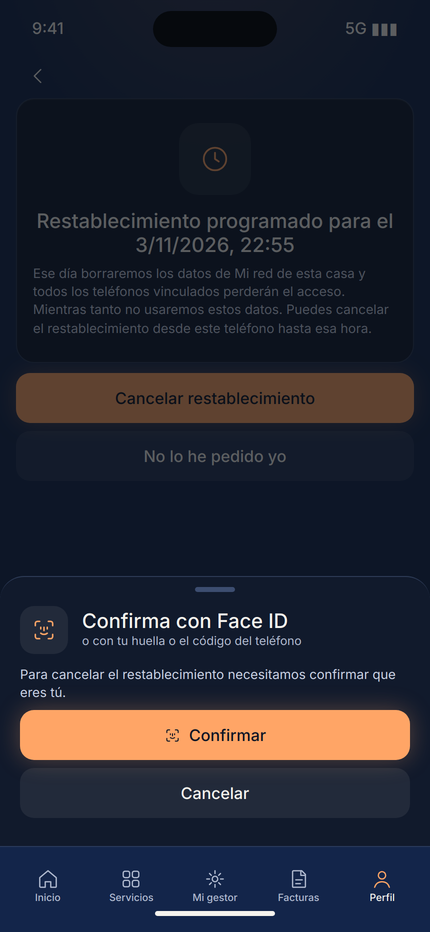 9:41
5G
Restablecimiento programado para el
3/11/2026, 22:55
Ese día borraremos los datos de Mi red de esta casa y
todos los teléfonos vinculados perderán el acceso.
Mientras tanto no usaremos estos datos. Puedes cancelar
el restablecimiento desde este teléfono hasta esa hora.
Cancelar restablecimiento
No lo he pedido yo
Confirma con Face ID
o con tu huella o el código del teléfono
Para cancelar el restablecimiento necesitamos confirmar que
eres tú.
Confirmar
Cancelar
Inicio
Servicios
Mi gestor
Facturas
Perfil